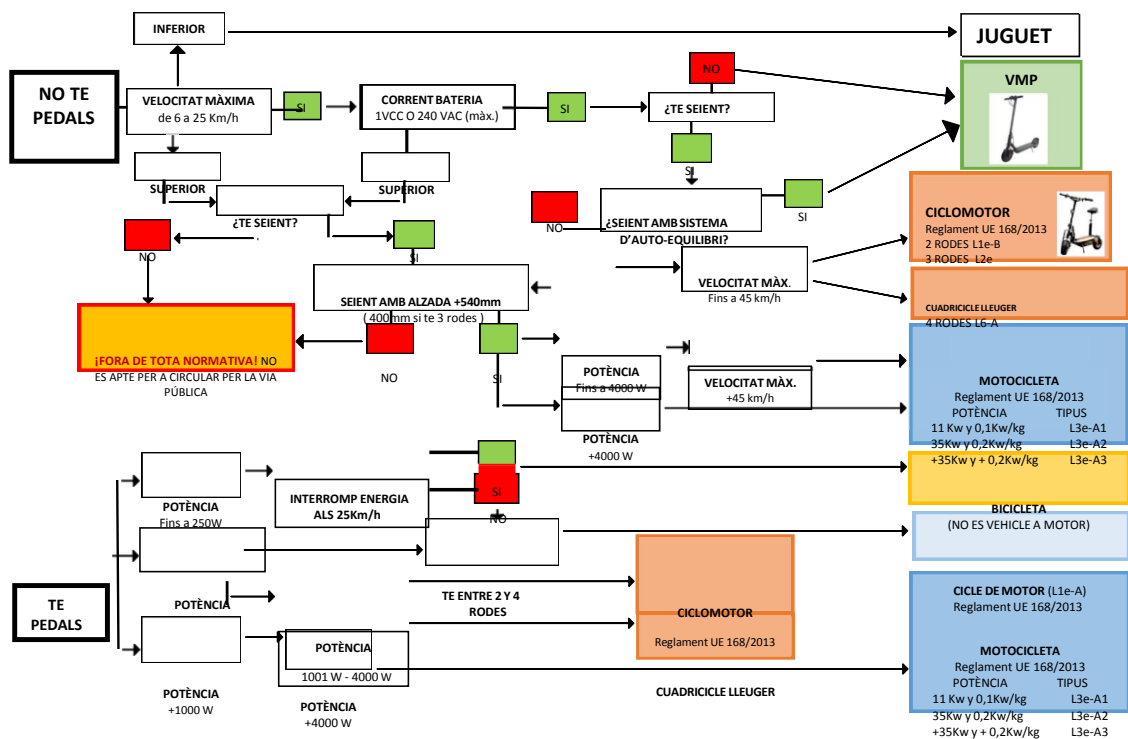 INFERIOR
JUGUET
NO TE
PEDALS
VELOCITAT MÀXIMA
de 6 a 25 Km/h
SI
CORRENT BATERIA
1VCC O 240 VAC (màx.)
SI
NO
¿TE SEIENT?
VMP
SI
SUPERIOR
SUPERIOR
¿TE SEIENT?
NO
SI
NO
¿SEIENT AMB SISTEMA
D'AUTO-EQUILIBRI?
SI
CICLOMOTOR
Reglament UE 168/2013
2 RODES L1e-B
3 RODES L2e
VELOCITAT MÀX.
Fins a 45 km/h
CUADRICICLE LLEUGER
4 RODES L6-A
SEIENT AMB ALZADA +540mm
( 400mm si te 3 rodes )
NO
SI
¡FORA DE TOTA NORMATIVA! NO
ES APTE PER A CIRCULAR PER LA VIA
PÚBLICA
POTÈNCIA
Fins a 4000 W
VELOCITAT MÀX.
+45 km/h
POTÈNCIA
+4000 W
MOTOCICLETA
Reglament UE 168/2013
POTÈNCIA TIPUS
11 Kw y 0,1Kw/kg L3e-A1
35Kw y 0,2Kw/kg L3e-A2
+35Kw y + 0,2Kw/kg L3e-A3
TE
PEDALS
POTÈNCIA
Fins a 250W
INTERROMP ENERGIA
ALS 25Km/h
SI
NO
BICICLETA
(NO ES VEHICLE A MOTOR)
POTÈNCIA
TE ENTRE 2 Y 4
RODES
CICLOMOTOR
Reglament UE 168/2013
CICLE DE MOTOR (L1e-A)
Reglament UE 168/2013
POTÈNCIA
1001 W - 4000 W
POTÈNCIA
+1000 W
POTÈNCIA
+4000 W
CUADRICICLE LLEUGER
MOTOCICLETA
Reglament UE 168/2013
POTÈNCIA TIPUS
11 Kw y 0,1Kw/kg L3e-A1
35Kw y 0,2Kw/kg L3e-A2
+35Kw y + 0,2Kw/kg L3e-A3